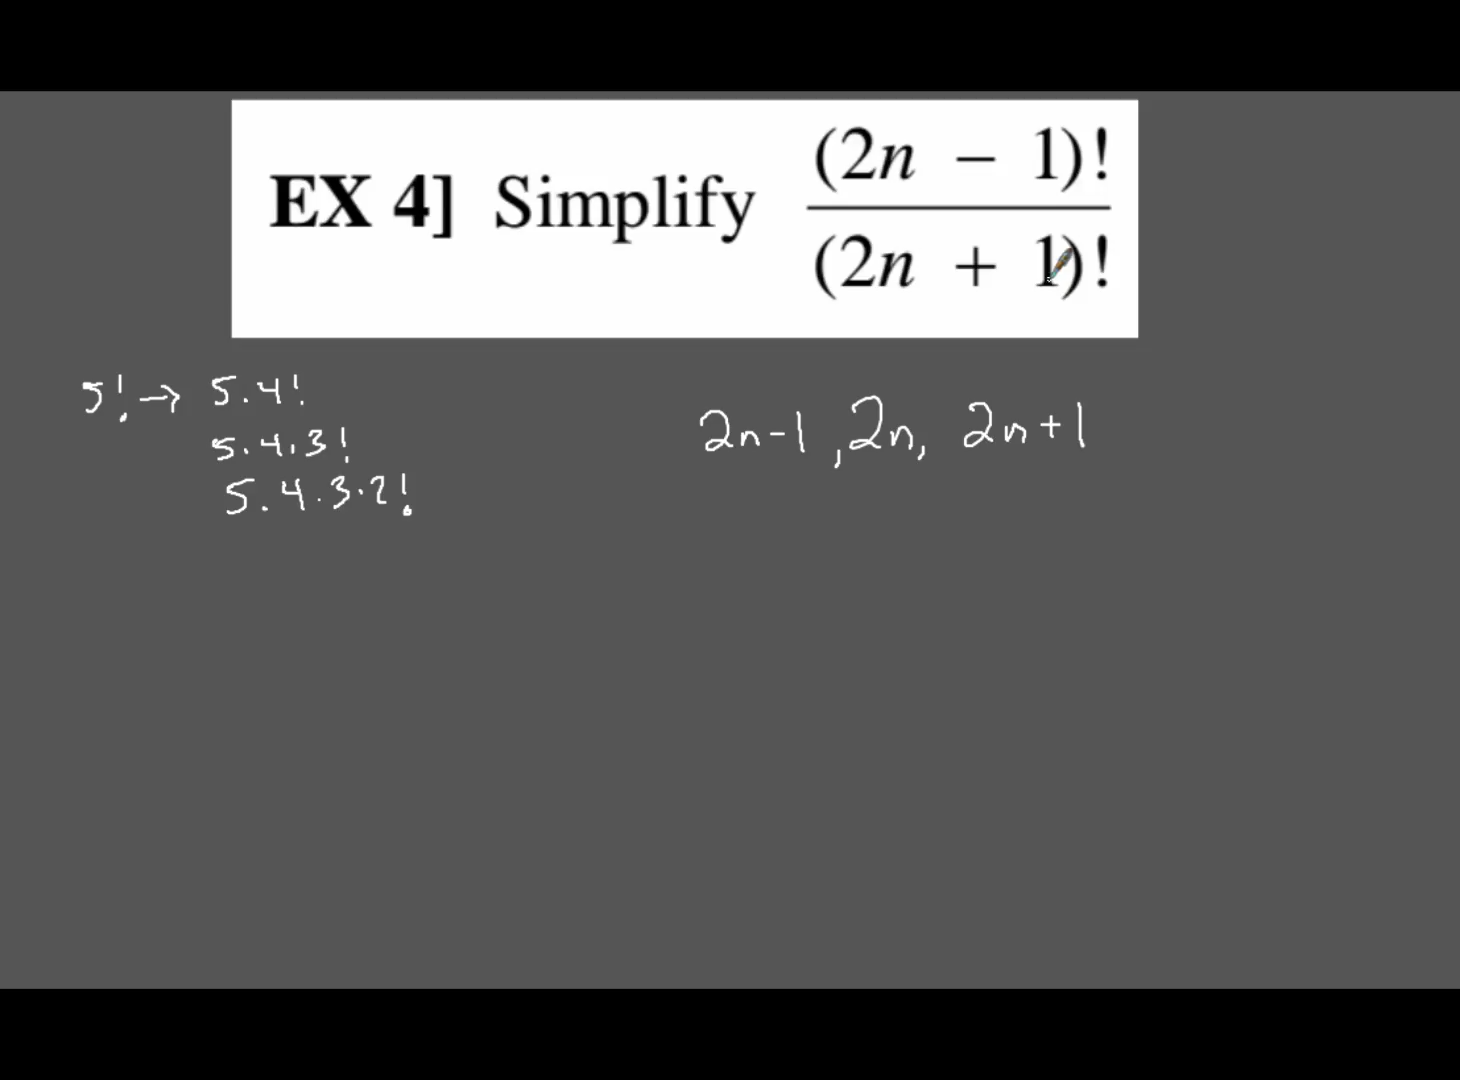 EX 4] Simplify (2n − 1)!
(2n + 1)!
5! → 5.4!
5.4.3!
5.4.3.2!
2n-1, 2n, 2n+1